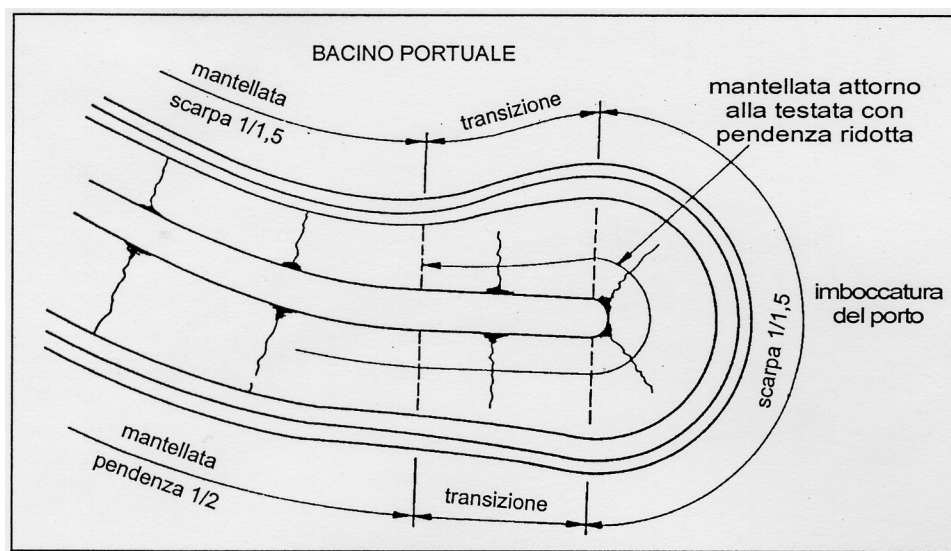 BACINO PORTUALE
mantellata
scarpa 1/1,5
transizione
mantellata attorno
alla testata con
pendenza ridotta
imboccatura
del porto
scarpa 1/1,5
mantellata
pendenza 1/2
transizione